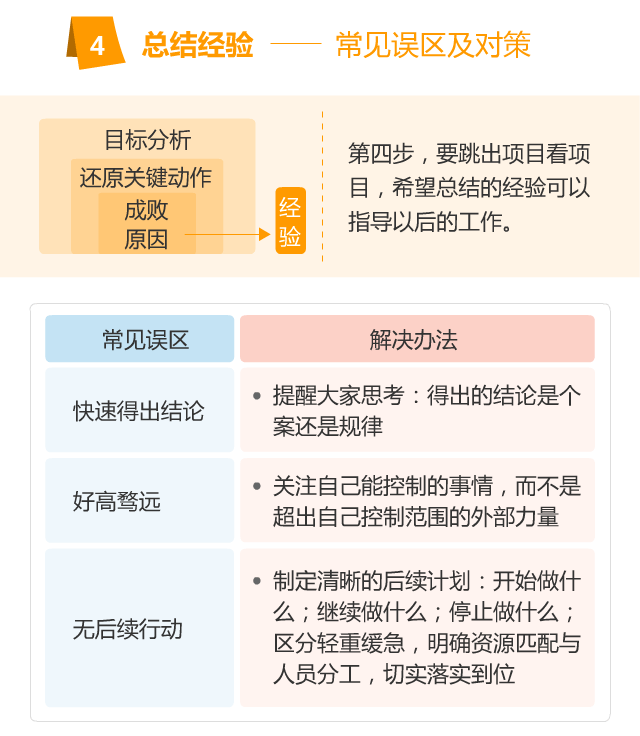 4 总结经验 —— 常见误区及对策
目标分析
还原关键动作
成败
原因
经
验
第四步，要跳出项目看项
目，希望总结的经验可以
指导以后的工作。
常见误区
解决办法
快速得出结论
• 提醒大家思考：得出的结论是个
案还是规律
好高骛远
• 关注自己能控制的事情，而不是
超出自己控制范围的外部力量
无后续行动
• 制定清晰的后续计划：开始做什
么；继续做什么；停止做什么；
区分轻重缓急，明确资源匹配与
人员分工，切实落实到位